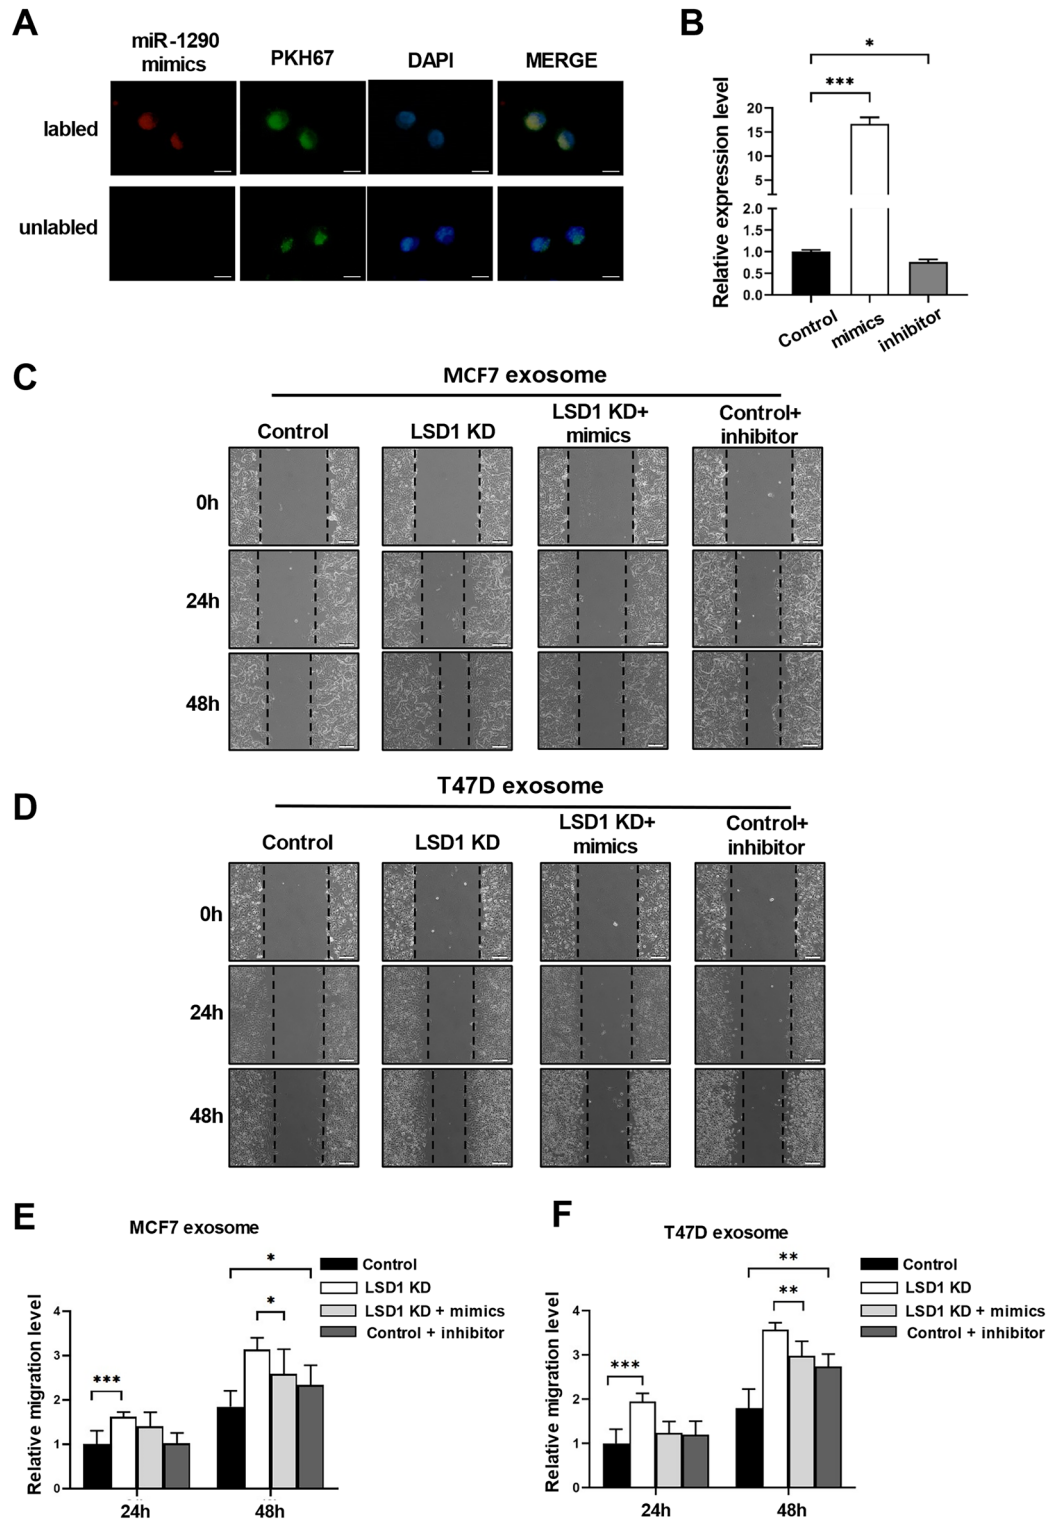 A
miR-1290
mimics
PKH67
DAPI
MERGE
labled
unlabled
B
*
***
Relative expression level
20
15
10
5
2.0
1.5
1.0
0.5
0.0
Control
mimics
inhibitor
C
MCF7 exosome
Control
LSD1 KD
LSD1 KD+
mimics
Control+
inhibitor
0h
24h
48h
D
T47D exosome
Control
LSD1 KD
LSD1 KD+
mimics
Control+
inhibitor
0h
24h
48h
E
MCF7 exosome
Control
LSD1 KD
LSD1 KD + mimics
Control + inhibitor
*
*
***
Relative migration level
4
3
2
1
0
24h
48h
F
T47D exosome
Control
LSD1 KD
LSD1 KD + mimics
Control + inhibitor
**
**
***
Relative migration level
4
3
2
1
0
24h
48h